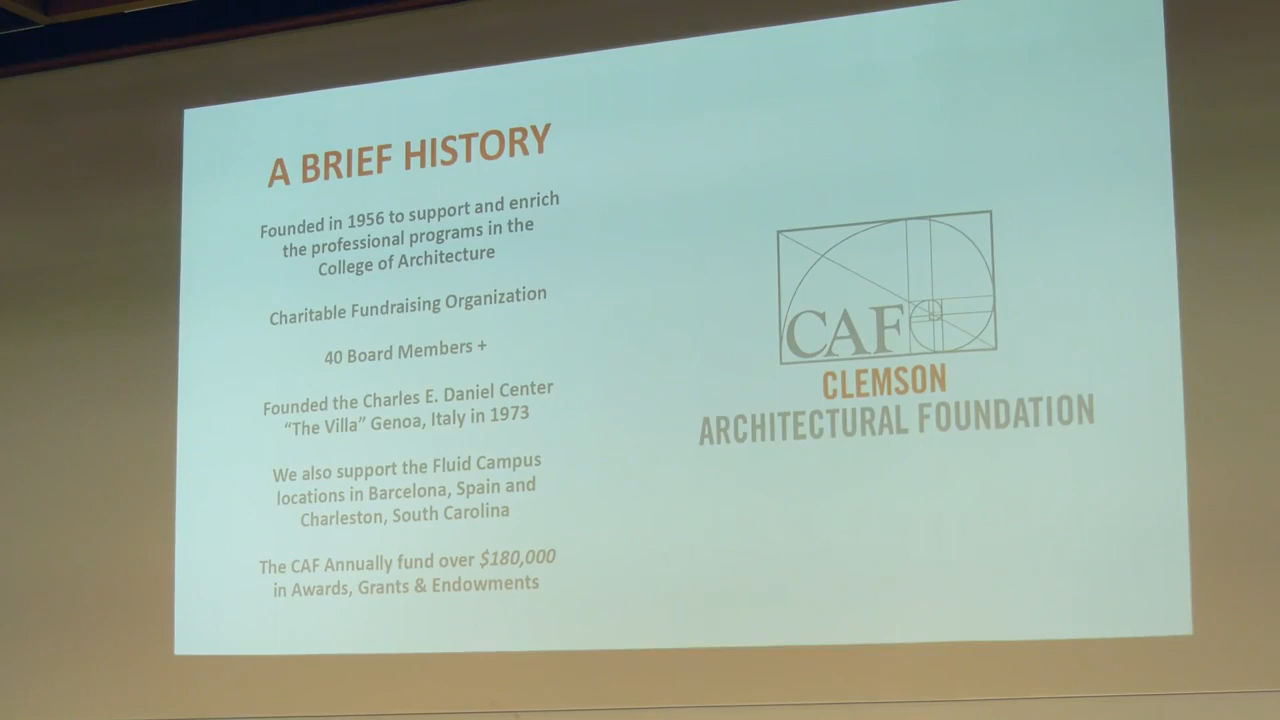 A BRIEF HISTORY
Founded in 1956 to support and enrich
the professional programs in the
College of Architecture
Charitable Fundraising Organization
40 Board Members +
Founded the Charles E. Daniel Center
“The Villa” Genoa, Italy in 1973
We also support the Fluid Campus
locations in Barcelona, Spain and
Charleston, South Carolina
The CAF Annually fund over $180,000
in Awards, Grants & Endowments
CAF
CLEMSON
ARCHITECTURAL FOUNDATION